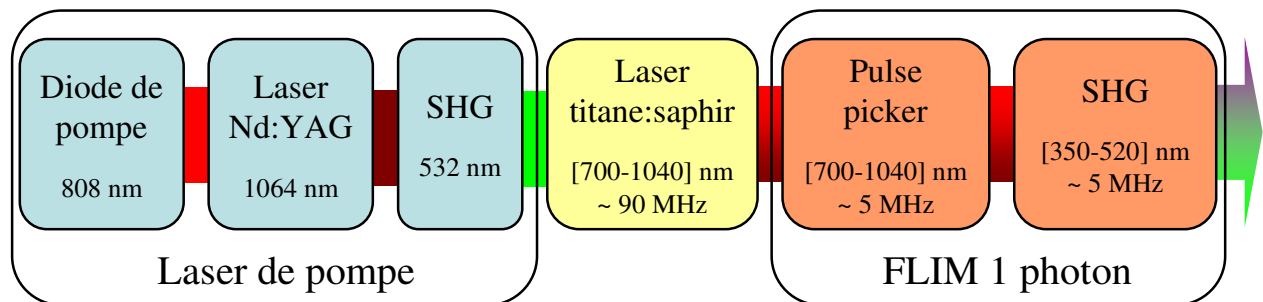 Diode de
pompe
808 nm
Laser
Nd:YAG
1064 nm
SHG
532 nm
Laser
titane:saphir
[700-1040] nm
~ 90 MHz
Pulse
picker
[700-1040] nm
~ 5 MHz
SHG
[350-520] nm
~ 5 MHz
Laser de pompe
FLIM 1 photon